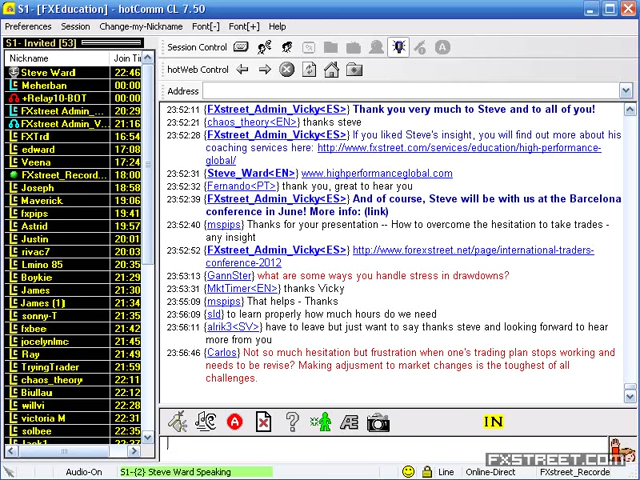 S1- [FXEducation] - hotComm CL 7.50
Preferences Session Change-my-Nickname Font[-] Font[+] Help
S1- Invited [53]
Nickname Join Ti
Steve Ward 22:46
Meherban 00:00
+Relay10-BOT 00:00
FXstreet Admin_ 20:29
FXstreet Admin_V... 21:16
FXTrd 16:54
edward 17:08
Veena 17:24
FXstreet_Record... 18:00
Joseph 18:58
Maverick 19:06
fxpips 19:41
Astrid 19:57
Justin 20:01
rivac7 20:03
Lmino 85 20:35
Boykie 21:29
James 21:30
James (1) 21:34
sonny-T 21:35
fxbee 21:42
jocelynlmc 21:45
Ray 21:49
TryingTrader 21:56
chaos_theory 22:11
Biullau 22:12
willvi 22:28
victoria M 22:31
solbee 22:35
Jack1 22:37
Session Control
hotWeb Control
Address
23:52:11 {FXstreet_Admin_Vicky<ES>} Thank you very much to Steve and to all of you!
23:52:21 {chaos_theory<EN>} thanks steve
23:52:28 {FXstreet_Admin_Vicky<ES>} If you liked Steve's insight, you will find out more about his
coaching services here: http://www.fxstreet.com/services/education/high-performance-
global/
23:52:31 {Steve_Ward<EN>} www.highperformanceglobal.com
23:52:32 {Fernando<PT>} thank you, great to hear you
23:52:39 {FXstreet_Admin_Vicky<ES>} And of course, Steve will be with us at the Barcelona
conference in June! More info: (link)
23:52:40 {mspips} Thanks for your presentation -- How to overcome the hesitation to take trades -
any insight
23:52:52 {FXstreet_Admin_Vicky<ES>} http://www.forexstreet.net/page/international-traders-
conference-2012
23:53:13 {GannSter} what are some ways you handle stress in drawdowns?
23:53:31 {MktTimer<EN>} thanks Vicky
23:55:09 {mspips} That helps - Thanks
23:56:09 {sld} to learn properly how much hours do we need
23:56:11 {alrik3<SV>} have to leave but just want to say thanks steve and looking forward to hear
more from you
23:56:46 {Carlos} Not so much hesitation but frustration when one's trading plan stops working and
needs to be revise? Making adjusment to market changes is the toughest of all
challenges.
IN
FXSTREET.COM
Audio-On S1-{2} Steve Ward Speaking Line Online-Direct FXstreet_Recorde